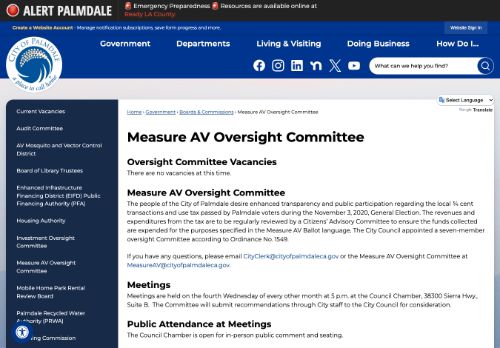 ALERT PALMDALE
🚨 Emergency Preparedness 🚨 Resources are available online at
Ready LA County.
Create a Website Account - Manage notification subscriptions, save form progress and more.
Website Sign In
CITY OF PALMDALE
a place to call home
Government
Departments
Living & Visiting
Doing Business
How Do I...
What can we help you find?
Select Language
Google Translate
Current Vacancies
Audit Committee
AV Mosquito and Vector Control
District
Board of Library Trustees
Enhanced Infrastructure
Financing District (EIFD) Public
Financing Authority (PFA)
Housing Authority
Investment Oversight
Committee
Measure AV Oversight
Committee
Mobile Home Park Rental
Review Board
Palmdale Recycled Water
Authority (PRWA)
Commission
Home › Government › Boards & Commissions › Measure AV Oversight Committee
Measure AV Oversight Committee
Oversight Committee Vacancies
There are no vacancies at this time.
Measure AV Oversight Committee
The people of the City of Palmdale desire enhanced transparency and public participation regarding the local ¾ cent
transactions and use tax passed by Palmdale voters during the November 3, 2020, General Election. The revenues and
expenditures from the tax are to be regularly reviewed by a Citizens' Advisory Committee to ensure the funds collected
are expended for the purposes specified in the Measure AV Ballot language. The City Council appointed a seven-member
oversight Committee according to Ordinance No. 1549.
If you have any questions, please email CityClerk@cityofpalmdaleca.gov or the Measure AV Oversight Committee at
MeasureAV@cityofpalmdaleca.gov.
Meetings
Meetings are held on the fourth Wednesday of every other month at 5 p.m. at the Council Chamber, 38300 Sierra Hwy.,
Suite B. The Committee will submit recommendations through City staff to the City Council for consideration.
Public Attendance at Meetings
The Council Chamber is open for in-person public comment and seating.